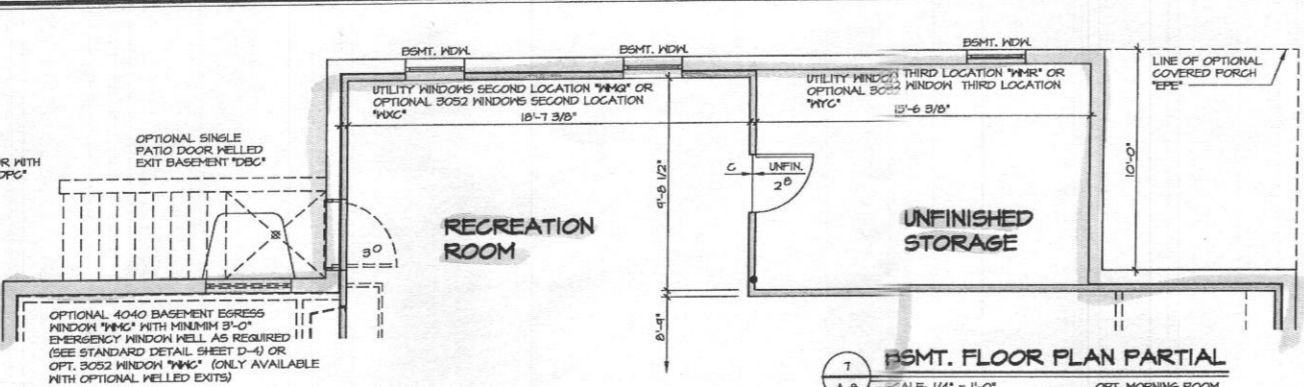 BSMT. WDW.
BSMT. WDW.
BSMT. WDW.
UTILITY WINDOWS SECOND LOCATION "WMQ" OR
OPTIONAL 3052 WINDOWS SECOND LOCATION
"WXC"
18'-7 3/8"
UTILITY WINDOW THIRD LOCATION "WMR" OR
OPTIONAL 3052 WINDOW THIRD LOCATION
"WYC"
13'-6 3/8"
LINE OF OPTIONAL
COVERED PORCH
"EPE"
OPTIONAL SINGLE
PATIO DOOR WELLED
EXIT BASEMENT "DBC"
WITH
9'-8 1/2"
C
UNFIN.
2⁸
10'-0"
RECREATION
ROOM
3⁰
UNFINISHED
STORAGE
OPTIONAL 4040 BASEMENT EGRESS
WINDOW "WMC" WITH MINUMIM 3'-0"
EMERGENCY WINDOW WELL AS REQUIRED
(SEE STANDARD DETAIL SHEET D-4) OR
OPT. 3052 WINDOW "WWC" (ONLY AVAILABLE
WITH OPTIONAL WELLED EXITS)
8'-9"
7
BSMT. FLOOR PLAN PARTIAL
SCALE: 1/4" = 1'-0"
OPT. MORNING ROOM